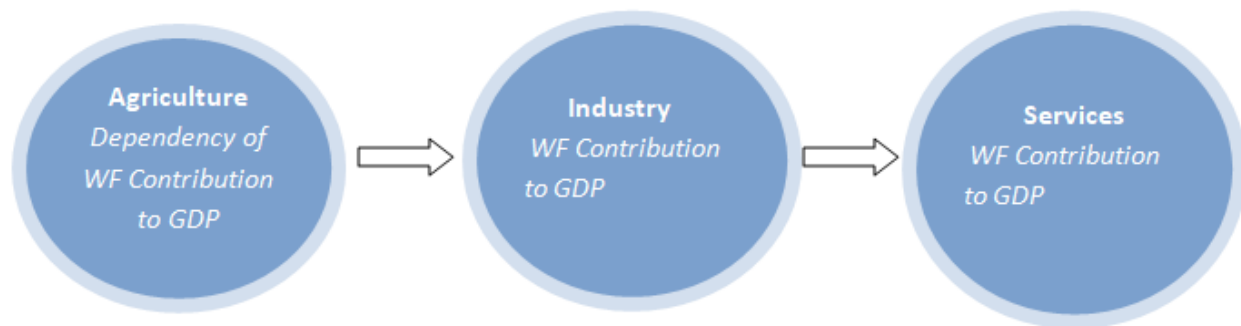 Agriculture
Dependency of
WF Contribution
to GDP
Industry
WF Contribution
to GDP
Services
WF Contribution
to GDP